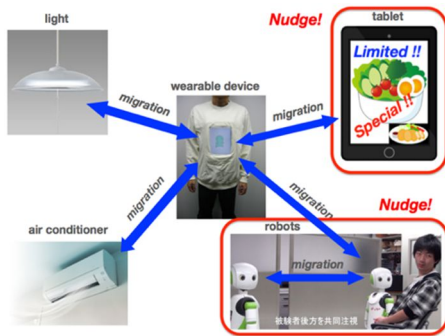 light
Nudge!
tablet
Limited !!
Special !!
wearable device
migration
migration
migration
migration
Nudge!
air conditioner
robots
migration
被験者後方を共同注視